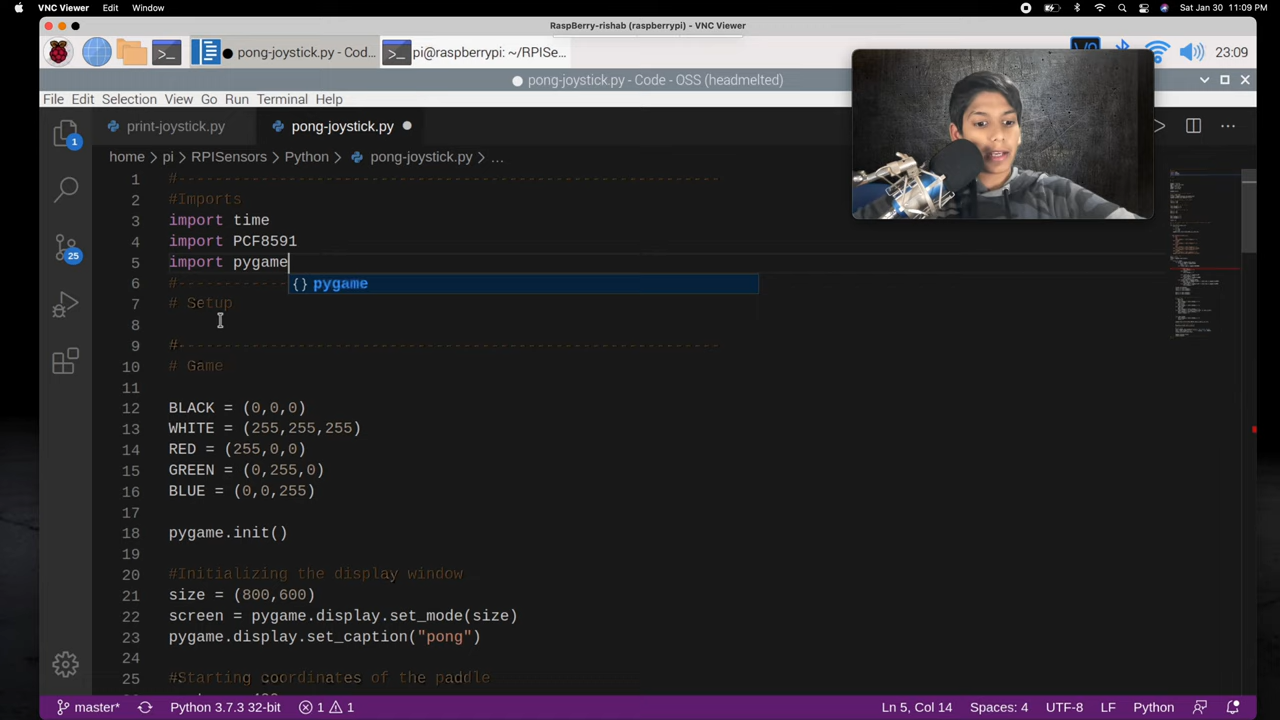 VNC Viewer Edit Window Sat Jan 30 11:09 PM
RaspBerry-rishab (raspberrypi) - VNC Viewer
pong-joystick.py - Code... pi@raspberrypi: ~/RPISe... 23:09
pong-joystick.py - Code - OSS (headmelted)
File Edit Selection View Go Run Terminal Help
1
print-joystick.py pong-joystick.py
home > pi > RPISensors > Python > pong-joystick.py > ...
1 #-----------------------------------------------------------
2 #Imports
3 import time
4 import PCF8591
5 import pygame
6 #------------
{} pygame
7 # Setup
8
9 #-----------------------------------------------------------
10 # Game
11
12 BLACK = (0,0,0)
13 WHITE = (255,255,255)
14 RED = (255,0,0)
15 GREEN = (0,255,0)
16 BLUE = (0,0,255)
17
18 pygame.init()
19
20 #Initializing the display window
21 size = (800,600)
22 screen = pygame.display.set_mode(size)
23 pygame.display.set_caption("pong")
24
25 #Starting coordinates of the paddle
25
master* Python 3.7.3 32-bit 1 1 Ln 5, Col 14 Spaces: 4 UTF-8 LF Python